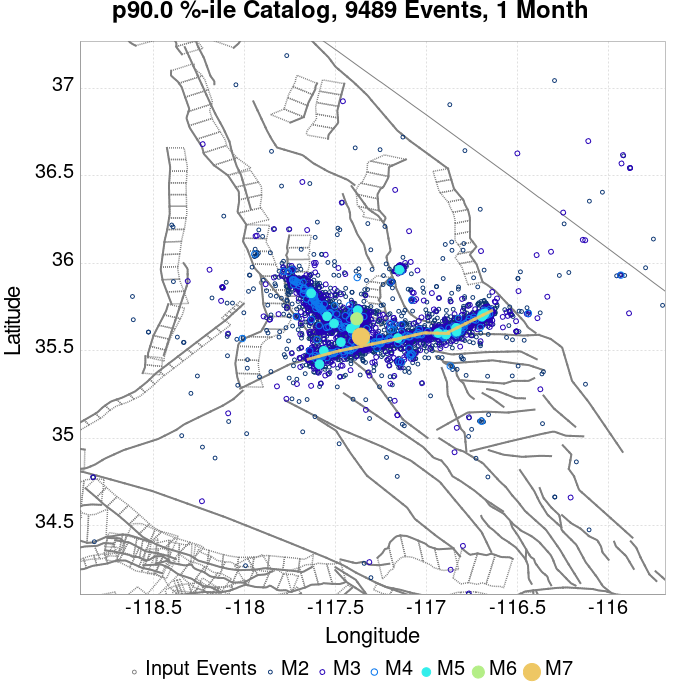 p90.0 %-ile Catalog, 9489 Events, 1 Month
37
36.5
36
35.5
35
34.5
Latitude
-118.5 -118 -117.5 -117 -116.5 -116
Longitude
Input Events M2 M3 M4 M5 M6 M7